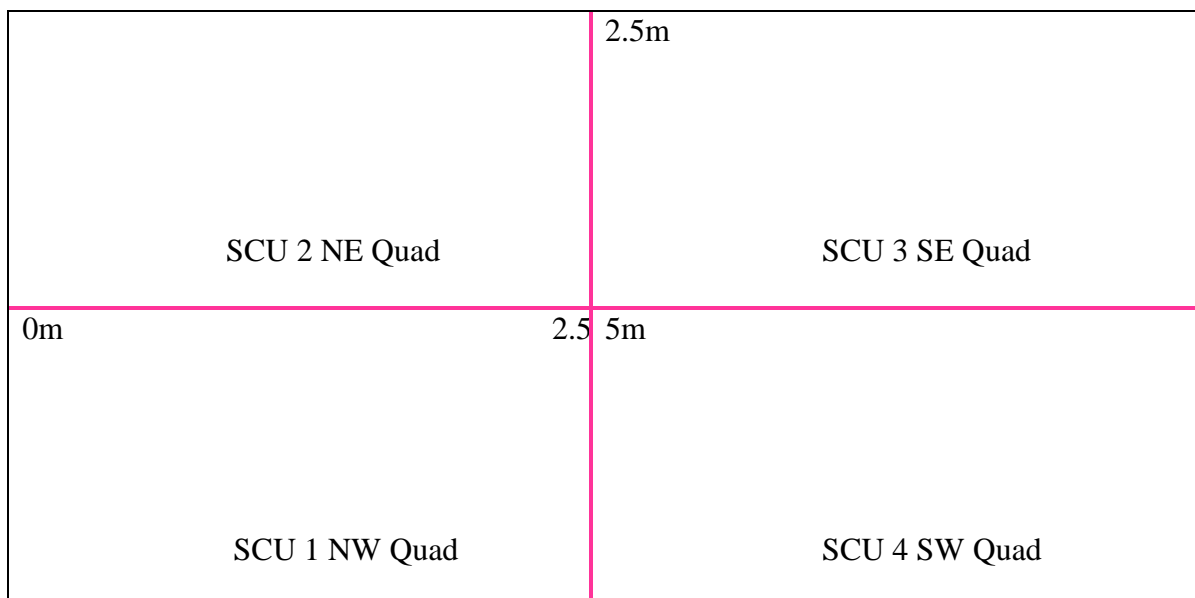 2.5m
SCU 2 NE Quad
SCU 3 SE Quad
0m
2.5
5m
SCU 1 NW Quad
SCU 4 SW Quad